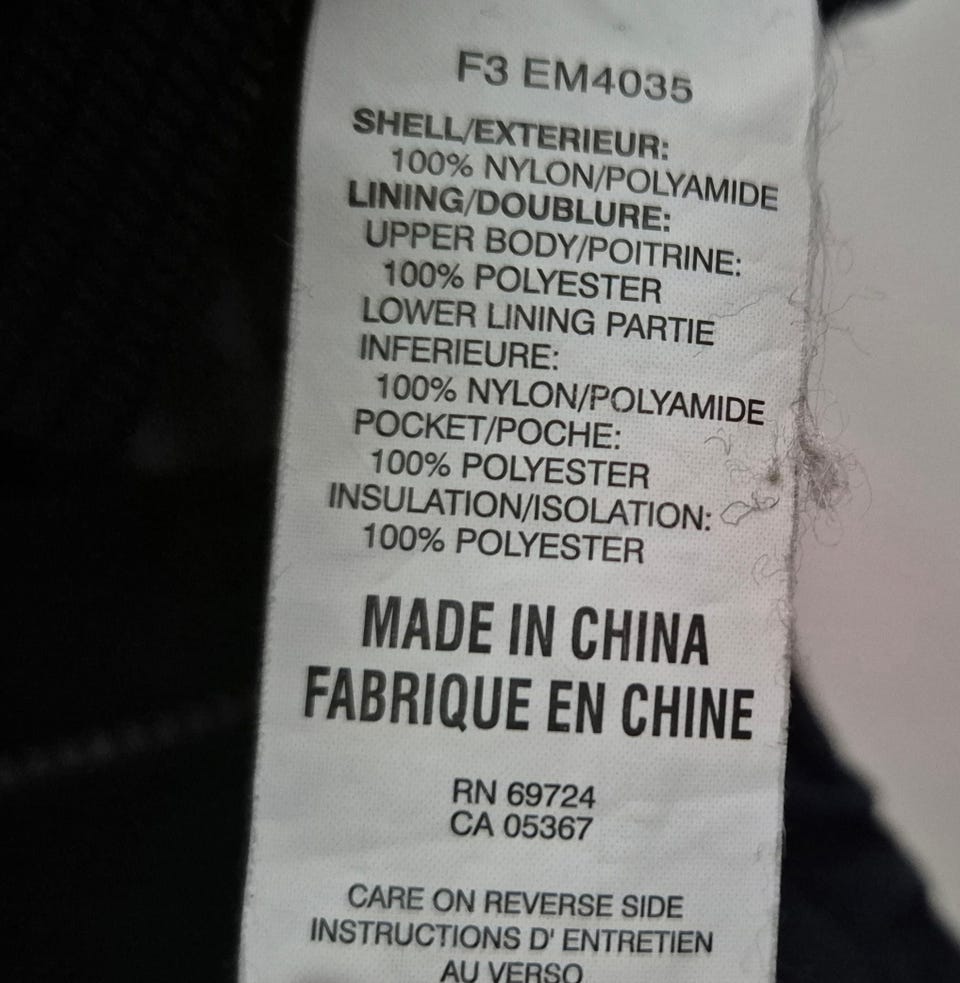 F3 EM4035
SHELL/EXTERIEUR:
100% NYLON/POLYAMIDE
LINING/DOUBLURE:
UPPER BODY/POITRINE:
100% POLYESTER
LOWER LINING PARTIE
INFERIEURE:
100% NYLON/POLYAMIDE
POCKET/POCHE:
100% POLYESTER
INSULATION/ISOLATION:
100% POLYESTER
MADE IN CHINA
FABRIQUE EN CHINE
RN 69724
CA 05367
CARE ON REVERSE SIDE
INSTRUCTIONS D' ENTRETIEN
AU VERSO